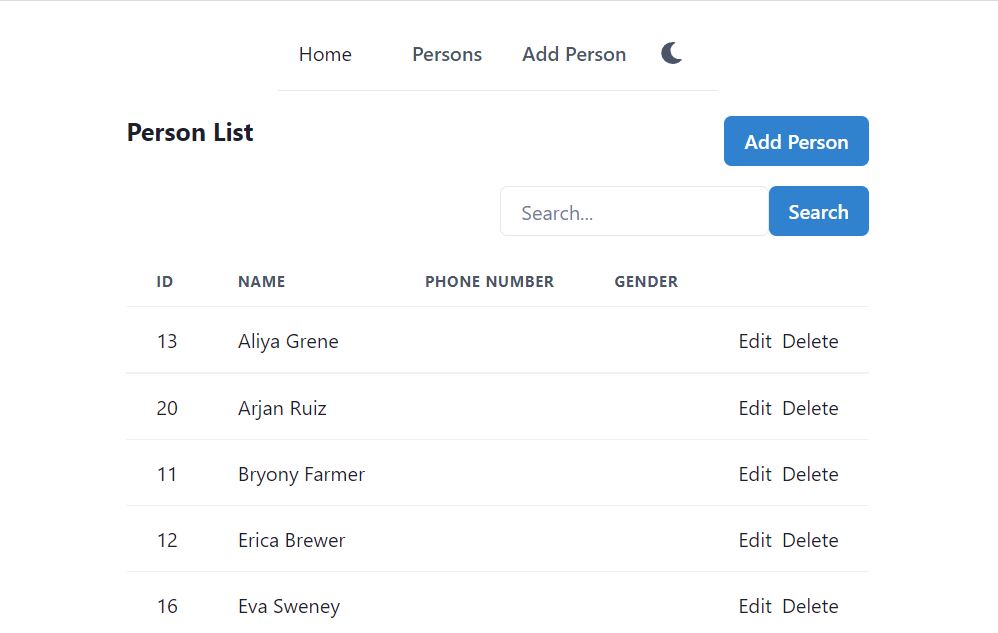 Home Persons Add Person
Person List
Add Person
Search... Search
ID NAME PHONE NUMBER GENDER
13 Aliya Grene Edit Delete
20 Arjan Ruiz Edit Delete
11 Bryony Farmer Edit Delete
12 Erica Brewer Edit Delete
16 Eva Sweney Edit Delete